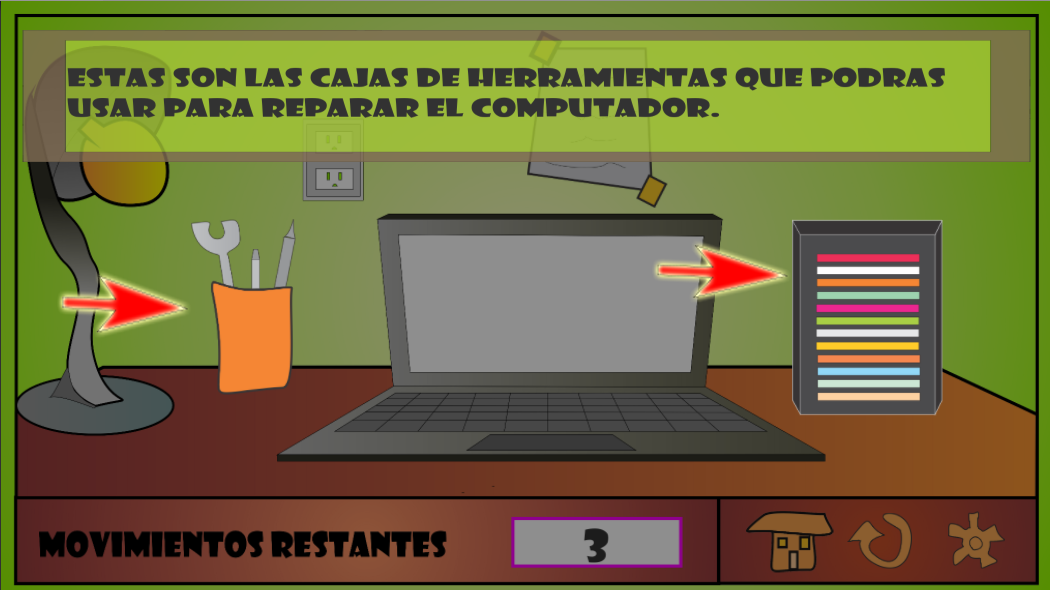 ESTAS SON LAS CAJAS DE HERRAMIENTAS QUE PODRAS
USAR PARA REPARAR EL COMPUTADOR.
MOVIMIENTOS RESTANTES
3